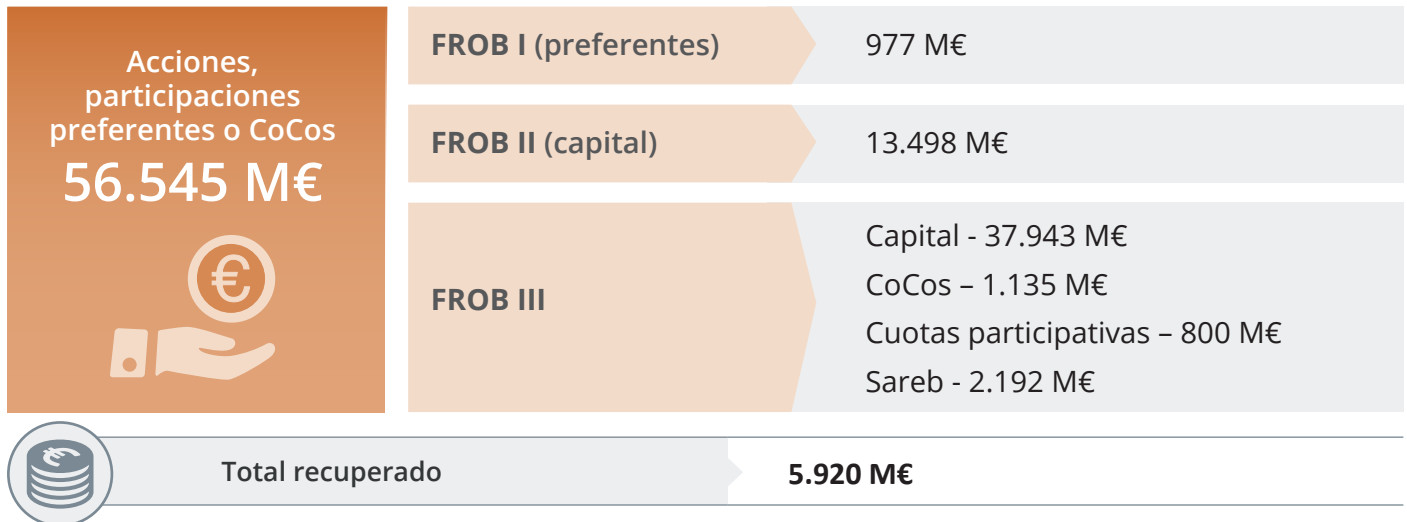 Acciones,
participaciones
preferentes o CoCos
56.545 M€
€
FROB I (preferentes)
977 M€
FROB II (capital)
13.498 M€
FROB III
Capital - 37.943 M€
CoCos – 1.135 M€
Cuotas participativas – 800 M€
Sareb - 2.192 M€
€
Total recuperado
5.920 M€